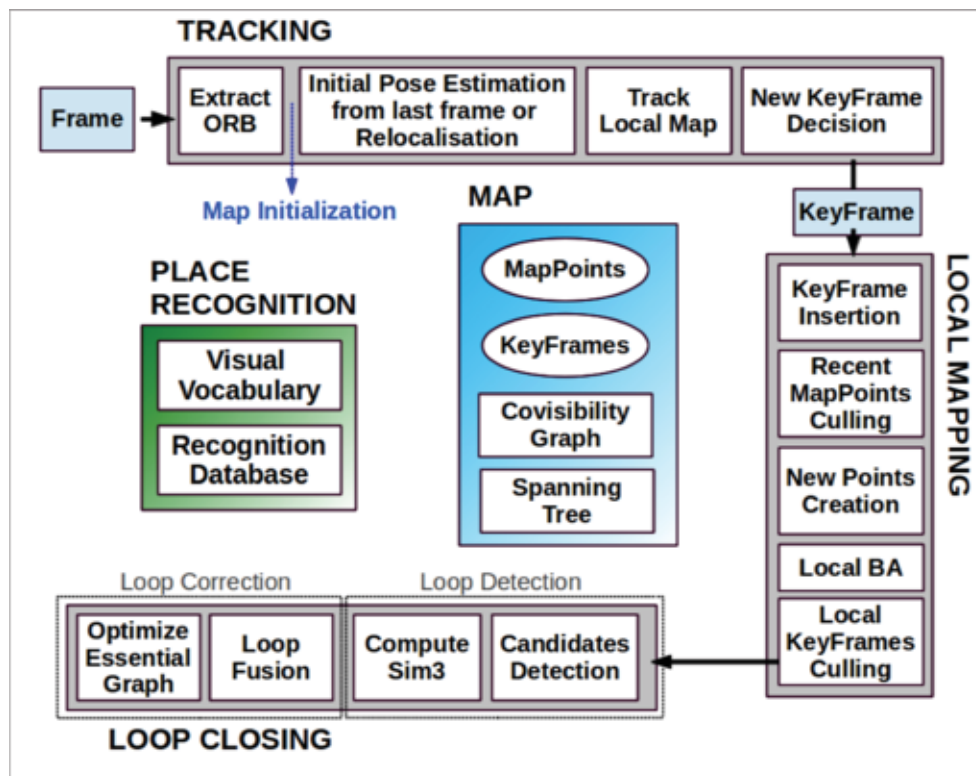 TRACKING
Frame
Extract
ORB
Initial Pose Estimation
from last frame or
Relocalisation
Track
Local Map
New KeyFrame
Decision
Map Initialization
MAP
KeyFrame
PLACE
RECOGNITION
Visual
Vocabulary
Recognition
Database
MapPoints
KeyFrames
Covisibility
Graph
Spanning
Tree
LOCAL MAPPING
KeyFrame
Insertion
Recent
MapPoints
Culling
New Points
Creation
Local BA
Local
KeyFrames
Culling
Loop Correction
Loop Detection
Optimize
Essential
Graph
Loop
Fusion
Compute
Sim3
Candidates
Detection
LOOP CLOSING